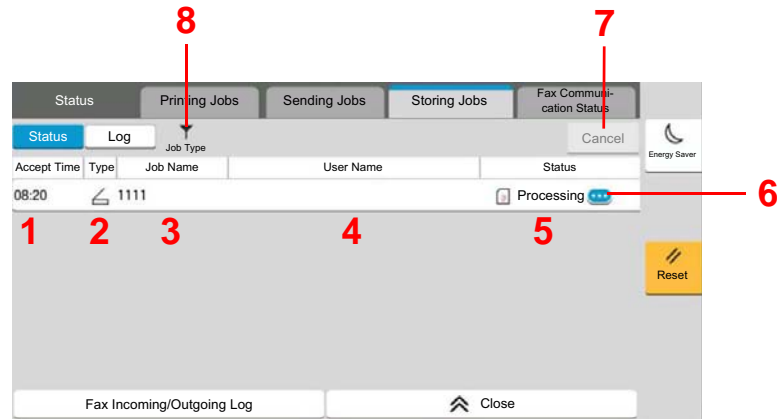 8
7
Status
Printing Jobs
Sending Jobs
Storing Jobs
Fax Communi-
cation Status
Status
Log
Job Type
Cancel
Energy Saver
Accept Time
Type
Job Name
User Name
Status
08:20
1111
Processing
6
1
2
3
4
5
Reset
Fax Incoming/Outgoing Log
Close